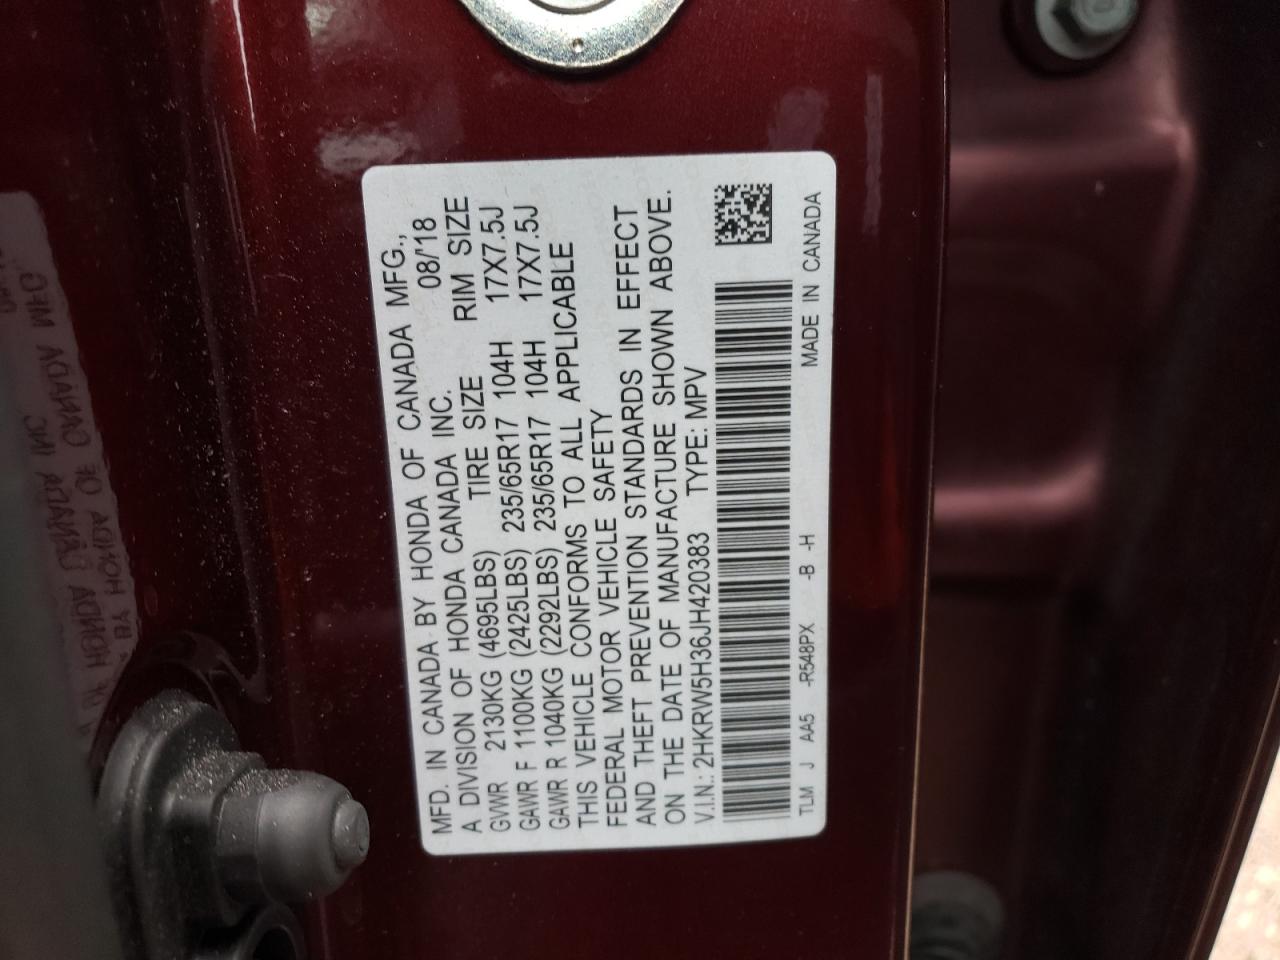 MFD. IN CANADA BY HONDA OF CANADA MFG.,
A DIVISION OF HONDA CANADA INC. 08/'18
GVWR 2130KG (4695LBS) TIRE SIZE RIM SIZE
GAWR F 1100KG (2425LBS) 235/65R17 104H 17X7.5J
GAWR R 1040KG (2292LBS) 235/65R17 104H 17X7.5J
THIS VEHICLE CONFORMS TO ALL APPLICABLE
FEDERAL MOTOR VEHICLE SAFETY
AND THEFT PREVENTION STANDARDS IN EFFECT
ON THE DATE OF MANUFACTURE SHOWN ABOVE.
V.I.N.: 2HKRW5H36JH420383 TYPE: MPV
TLM J AA5 -R548PX -B -H MADE IN CANADA